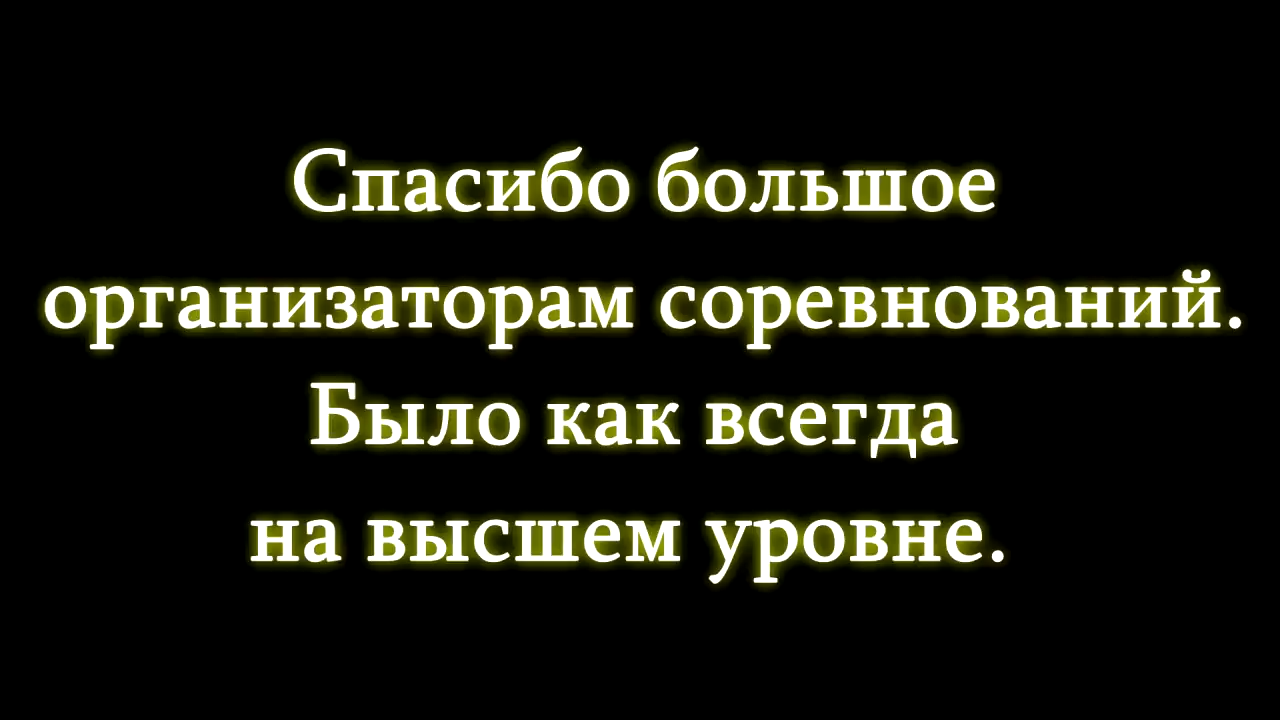 Спасибо большое
организаторам соревнований.
Было как всегда
на высшем уровне.